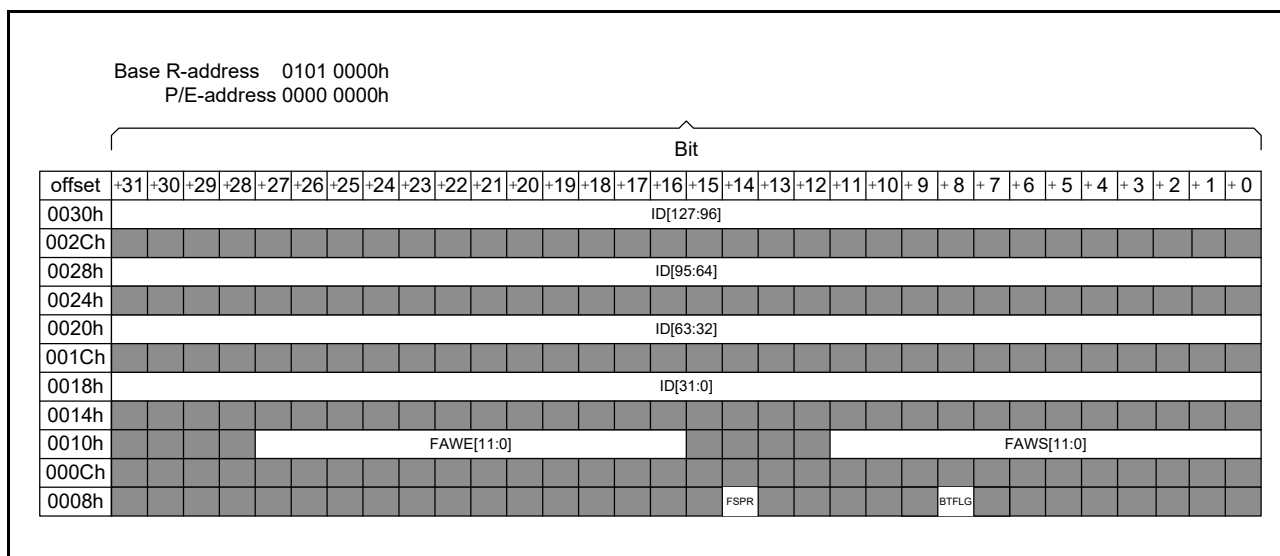 Base R-address 0101 0000h
P/E-address 0000 0000h
Bit
offset +31 +30 +29 +28 +27 +26 +25 +24 +23 +22 +21 +20 +19 +18 +17 +16 +15 +14 +13 +12 +11 +10 + 9 + 8 + 7 + 6 + 5 + 4 + 3 + 2 + 1 + 0
0030h ID[127:96]
002Ch
0028h ID[95:64]
0024h
0020h ID[63:32]
001Ch
0018h ID[31:0]
0014h
0010h FAWE[11:0] FAWS[11:0]
000Ch
0008h FSPR BTFLG